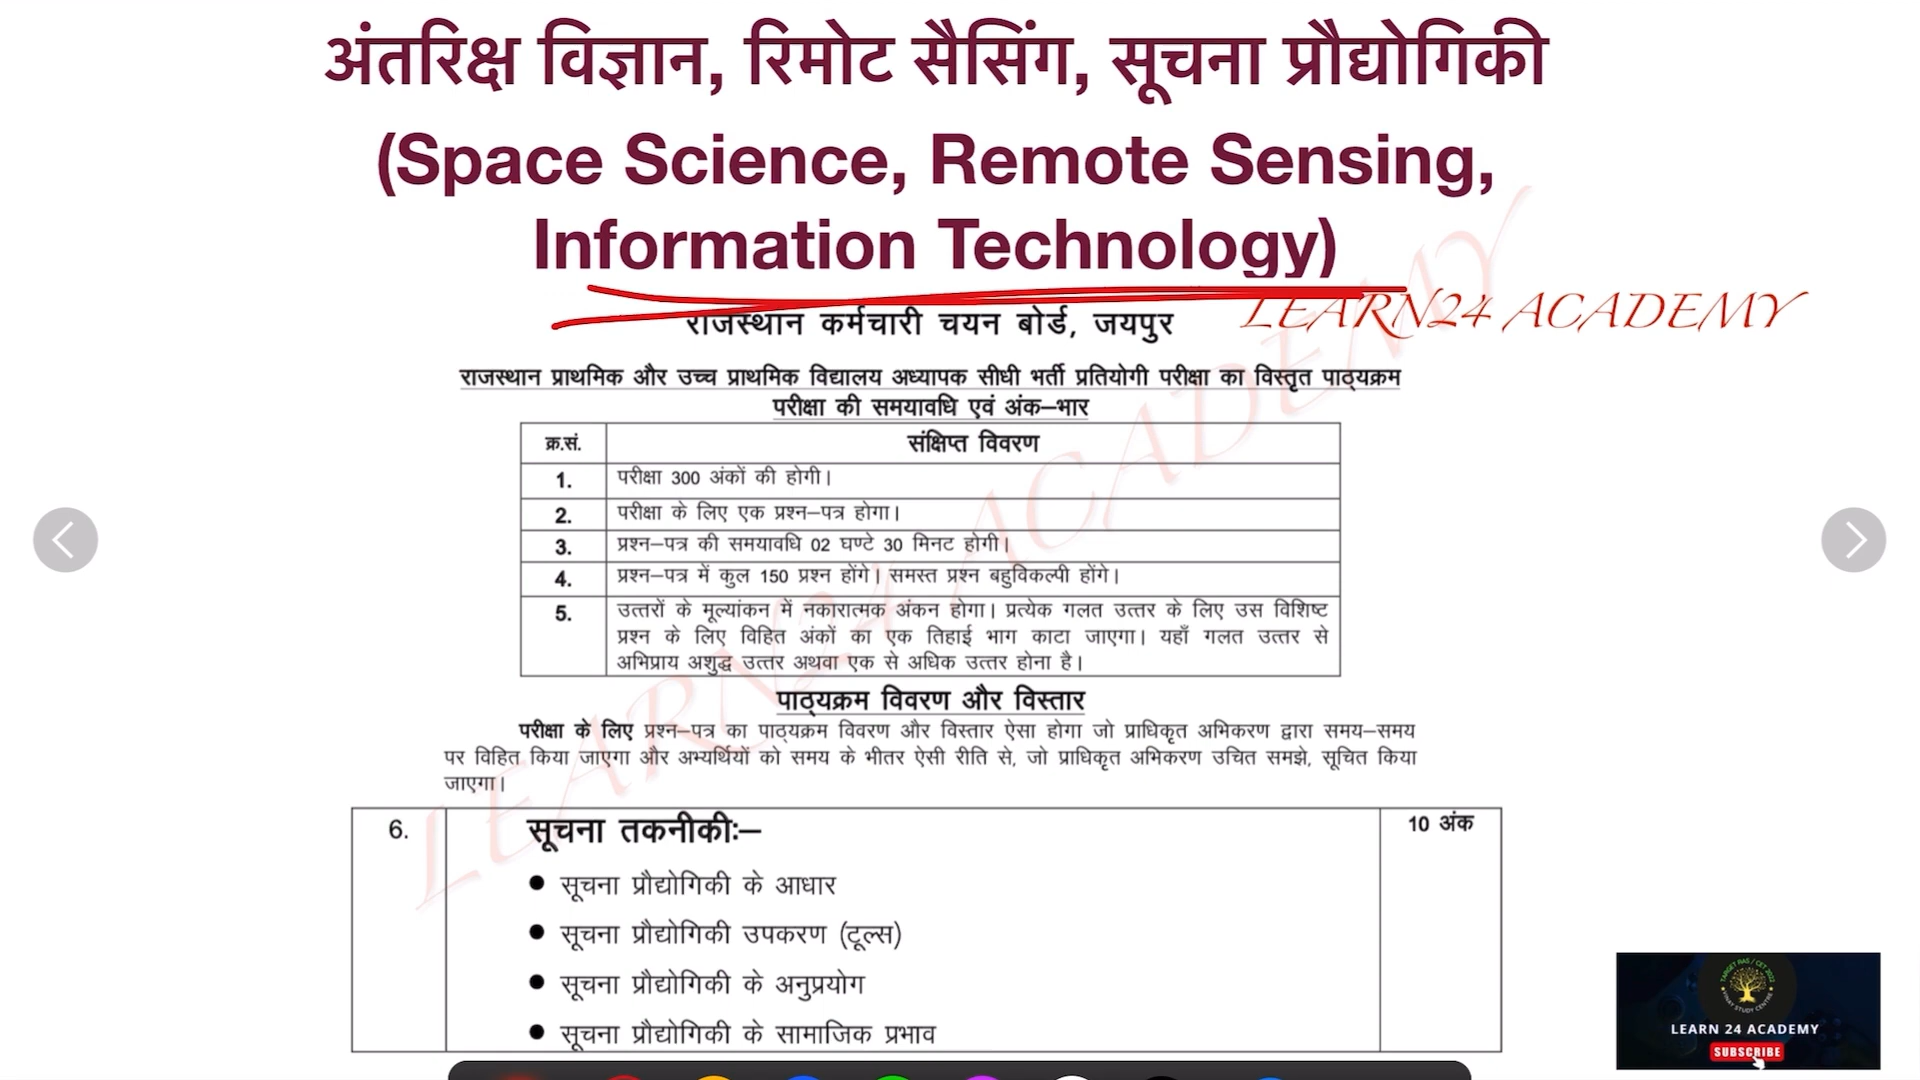 अंतरिक्ष विज्ञान, रिमोट सैसिंग, सूचना प्रौद्योगिकी
(Space Science, Remote Sensing,
Information Technology)
LEARN24 ACADEMY
राजस्थान कर्मचारी चयन बोर्ड, जयपुर
राजस्थान प्राथमिक और उच्च प्राथमिक विद्यालय अध्यापक सीधी भर्ती प्रतियोगी परीक्षा का विस्तृत पाठ्यक्रम
परीक्षा की समयावधि एवं अंक–भार
क्र.सं. संक्षिप्त विवरण
1. परीक्षा 300 अंकों की होगी।
2. परीक्षा के लिए एक प्रश्न–पत्र होगा।
3. प्रश्न–पत्र की समयावधि 02 घण्टे 30 मिनट होगी।
4. प्रश्न–पत्र में कुल 150 प्रश्न होंगे। समस्त प्रश्न बहुविकल्पी होंगे।
5. उत्तरों के मूल्यांकन में नकारात्मक अंकन होगा। प्रत्येक गलत उत्तर के लिए उस विशिष्ट
प्रश्न के लिए विहित अंकों का एक तिहाई भाग काटा जाएगा। यहाँ गलत उत्तर से
अभिप्राय अशुद्ध उत्तर अथवा एक से अधिक उत्तर होना है।
पाठ्यक्रम विवरण और विस्तार
परीक्षा के लिए प्रश्न–पत्र का पाठ्यक्रम विवरण और विस्तार ऐसा होगा जो प्राधिकृत अभिकरण द्वारा समय–समय
पर विहित किया जाएगा और अभ्यर्थियों को समय के भीतर ऐसी रीति से, जो प्राधिकृत अभिकरण उचित समझे, सूचित किया
जाएगा।
LEARN24 ACADEMY
6. सूचना तकनीकीः– 10 अंक
● सूचना प्रौद्योगिकी के आधार
● सूचना प्रौद्योगिकी उपकरण (टूल्स)
● सूचना प्रौद्योगिकी के अनुप्रयोग
● सूचना प्रौद्योगिकी के सामाजिक प्रभाव
LEARN 24 ACADEMY
SUBSCRIBE